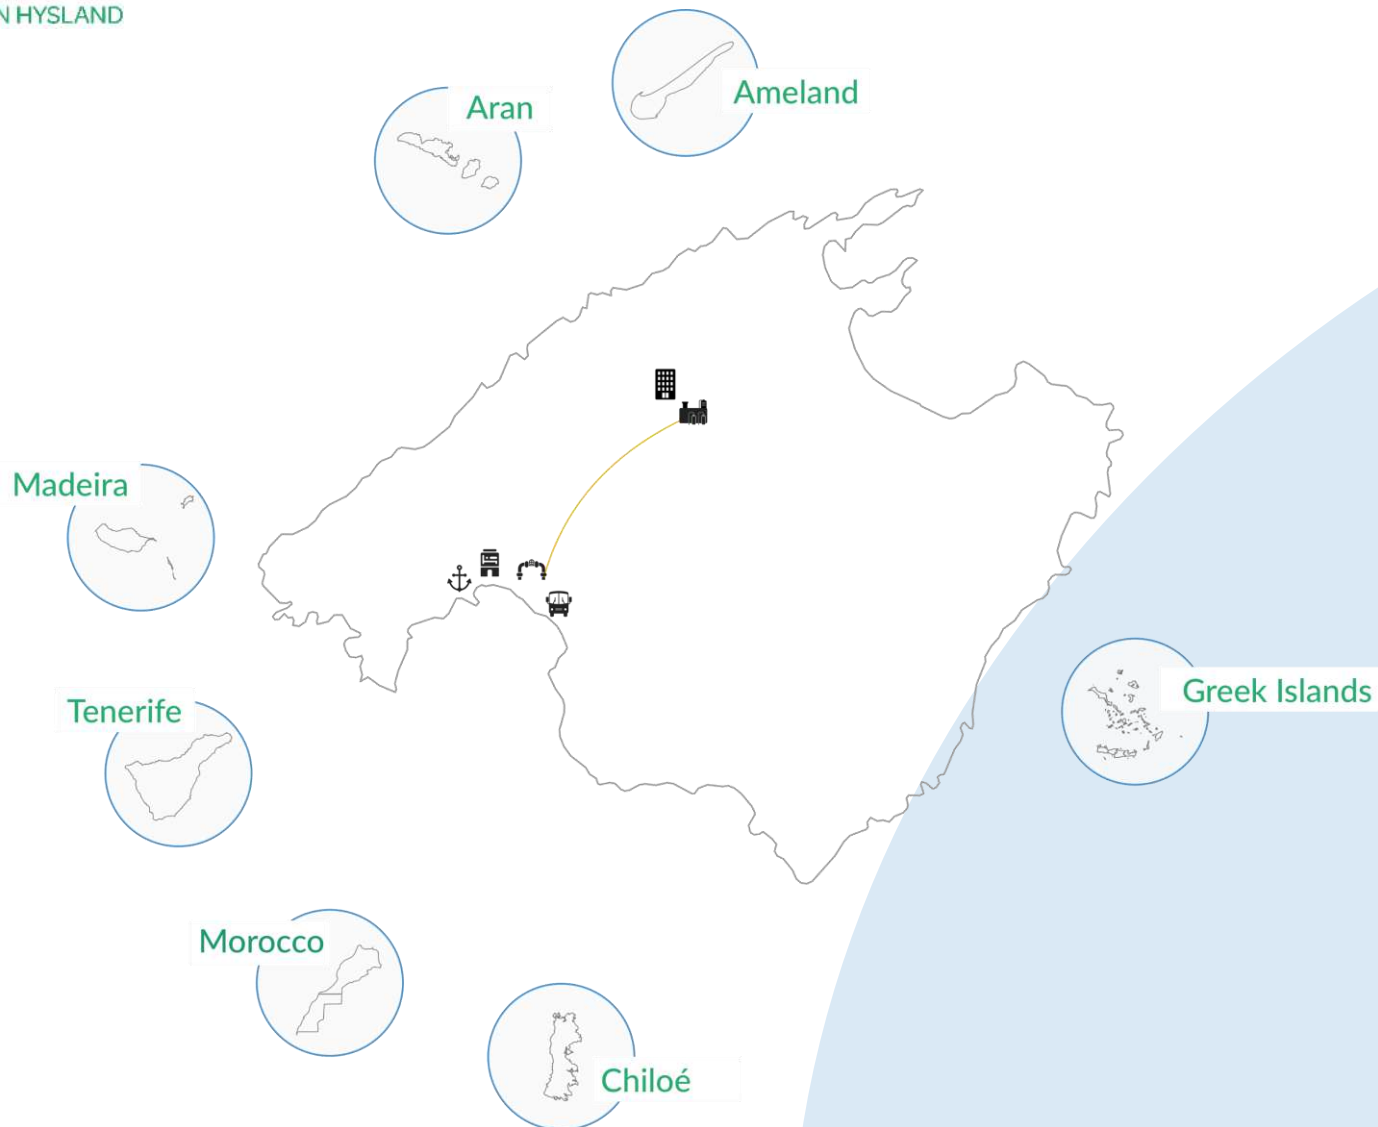 N HYSLAND
Aran
Ameland
Madeira
Tenerife
Greek Islands
Morocco
Chiloé